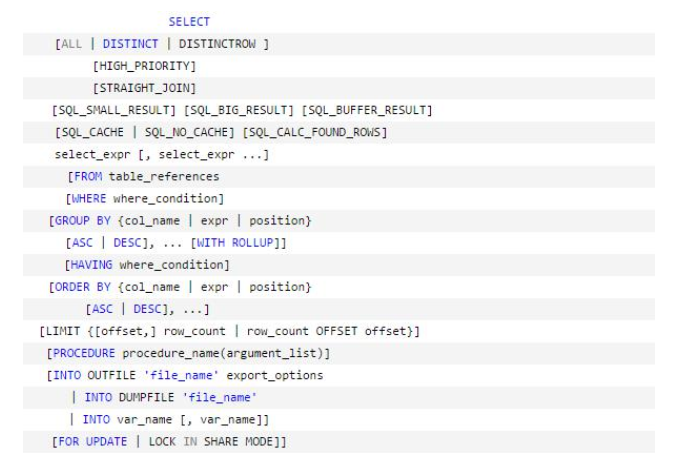 SELECT
[ALL | DISTINCT | DISTINCTROW ]
[HIGH_PRIORITY]
[STRAIGHT_JOIN]
[SQL_SMALL_RESULT] [SQL_BIG_RESULT] [SQL_BUFFER_RESULT]
[SQL_CACHE | SQL_NO_CACHE] [SQL_CALC_FOUND_ROWS]
select_expr [, select_expr ...]
[FROM table_references
[WHERE where_condition]
[GROUP BY {col_name | expr | position}
[ASC | DESC], ... [WITH ROLLUP]]
[HAVING where_condition]
[ORDER BY {col_name | expr | position}
[ASC | DESC], ...]
[LIMIT {[offset,] row_count | row_count OFFSET offset}]
[PROCEDURE procedure_name(argument_list)]
[INTO OUTFILE 'file_name' export_options
| INTO DUMPFILE 'file_name'
| INTO var_name [, var_name]]
[FOR UPDATE | LOCK IN SHARE MODE]]